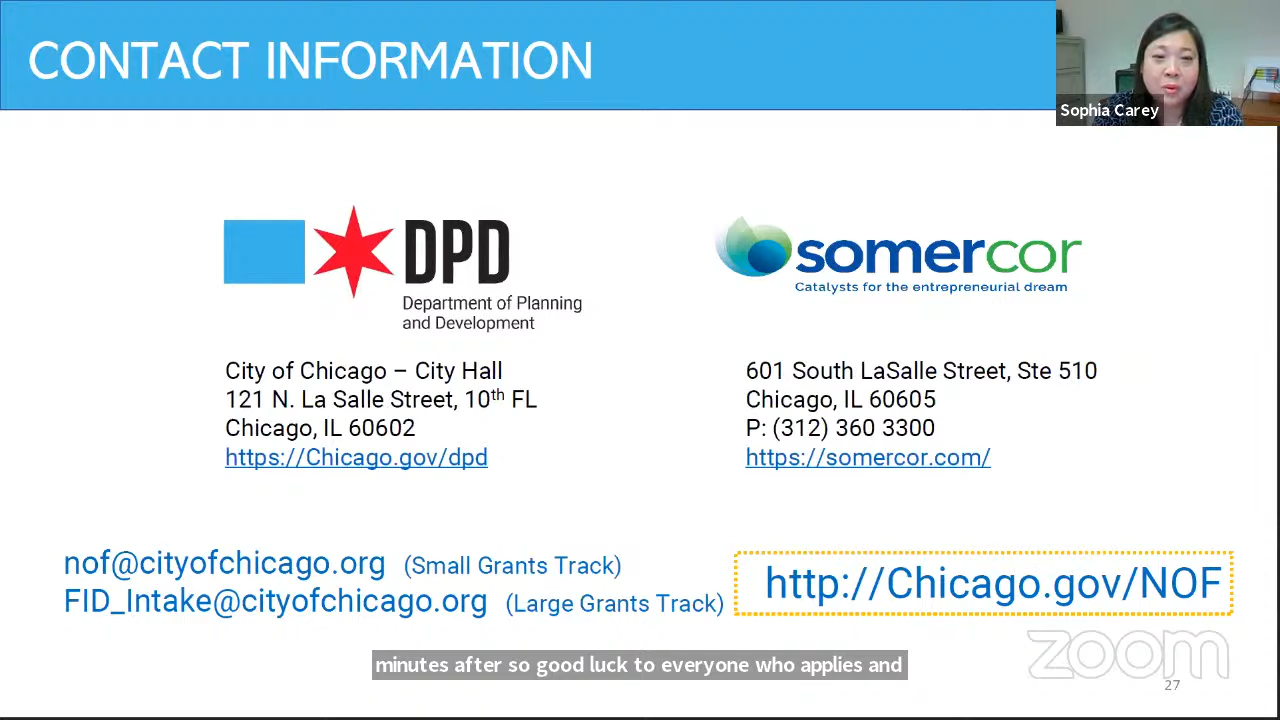 CONTACT INFORMATION
Sophia Carey
DPD
Department of Planning
and Development
somercor
Catalysts for the entrepreneurial dream
City of Chicago – City Hall
121 N. La Salle Street, 10th FL
Chicago, IL 60602
https://Chicago.gov/dpd
601 South LaSalle Street, Ste 510
Chicago, IL 60605
P: (312) 360 3300
https://somercor.com/
nof@cityofchicago.org (Small Grants Track)
FID_Intake@cityofchicago.org (Large Grants Track)
http://Chicago.gov/NOF
zoom
minutes after so good luck to everyone who applies and
27